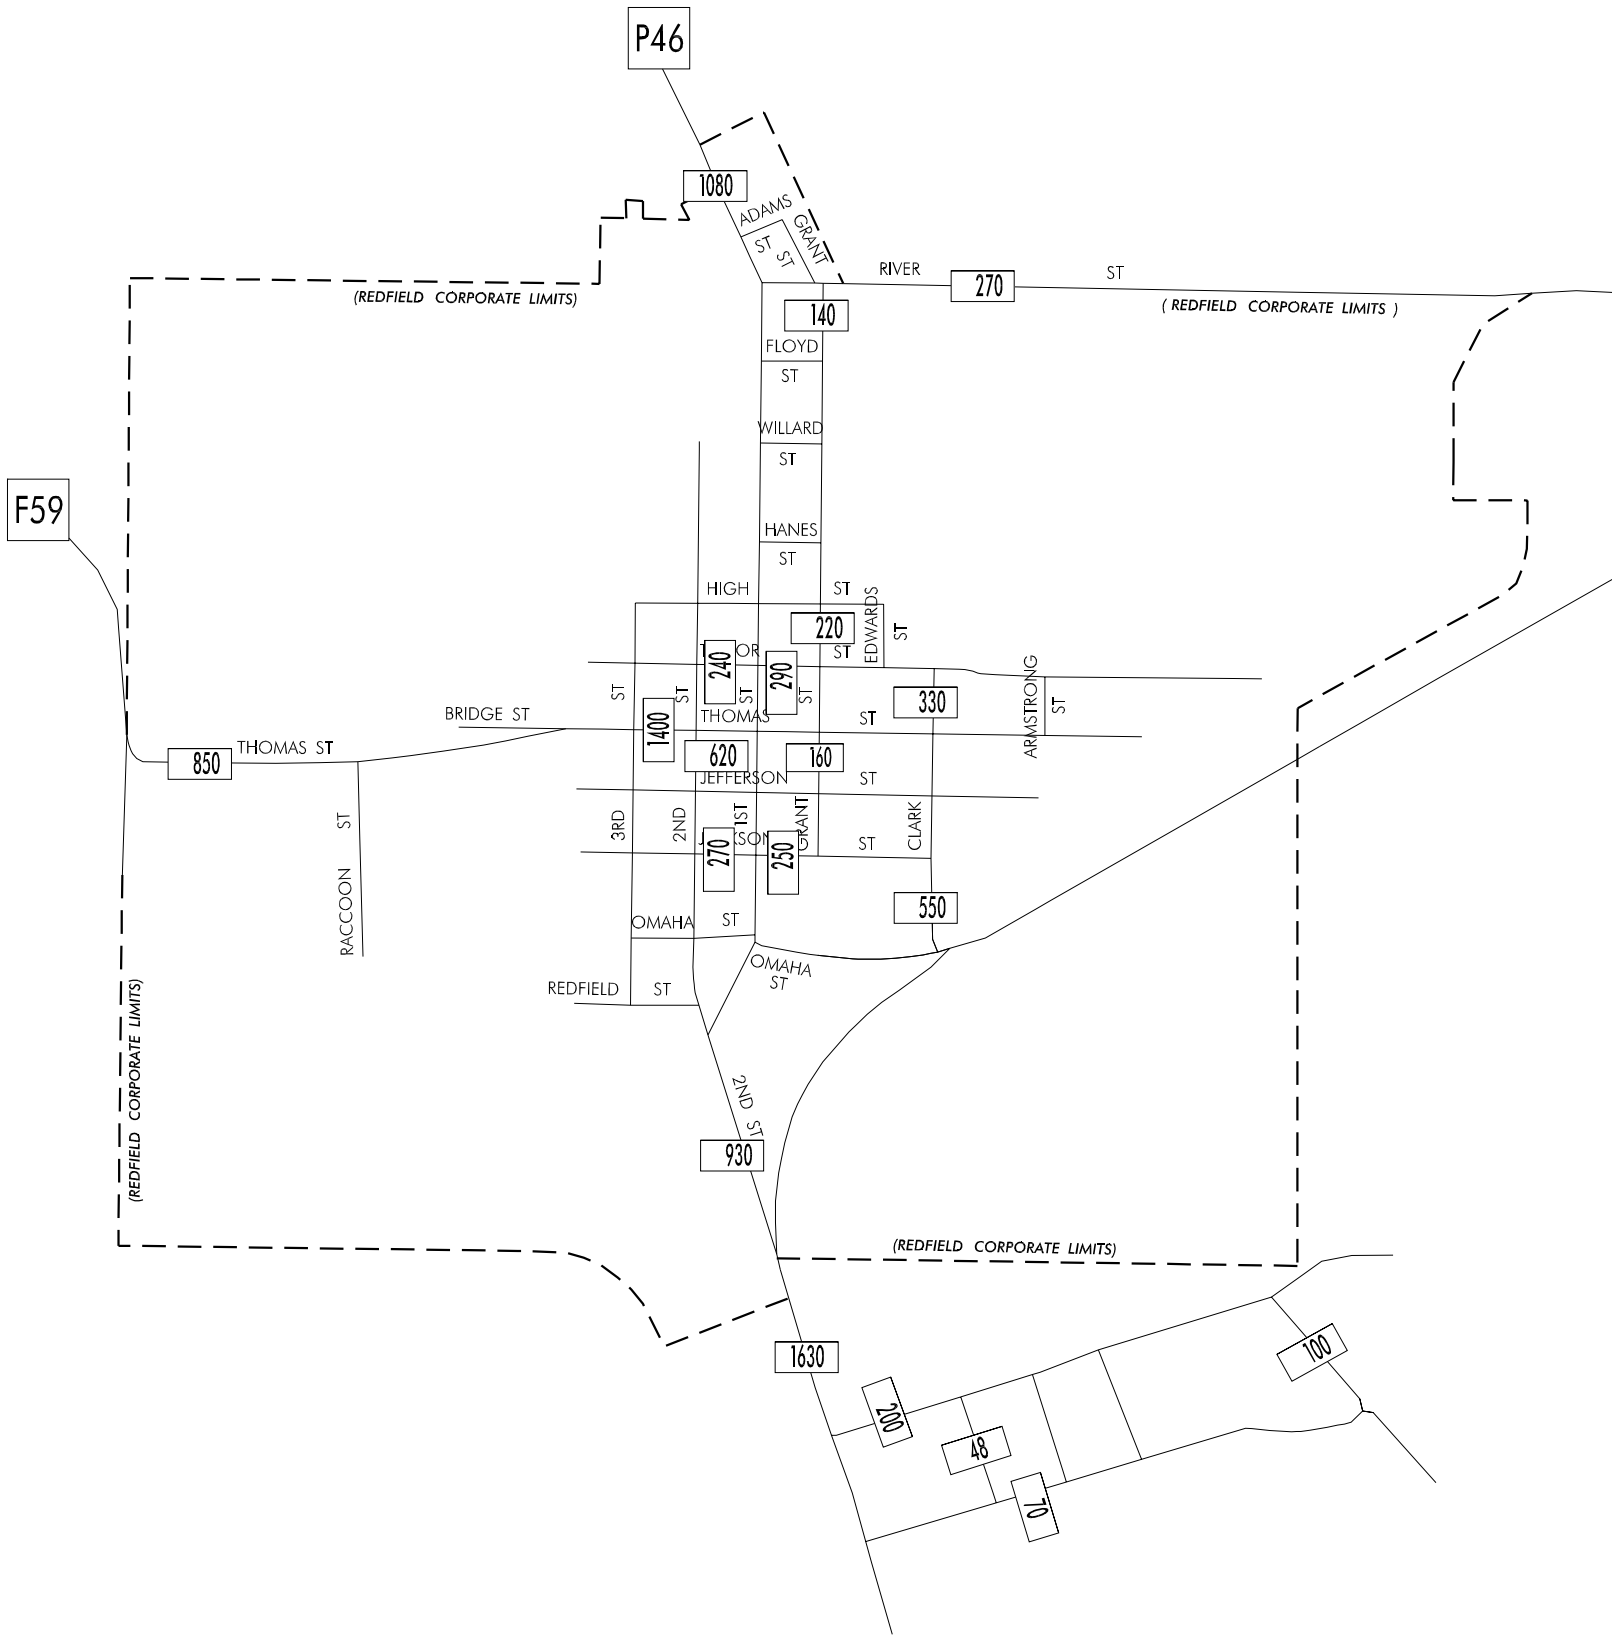 P46
1080
ADAMS
ST
GRANT
ST
RIVER
270
ST
(REDFIELD CORPORATE LIMITS)
( REDFIELD CORPORATE LIMITS )
140
FLOYD
ST
WILLARD
ST
F59
HANES
ST
HIGH
ST
EDWARDS
ST
220
OR
ST
240
290
ST
ST
ST
ST
330
ARMSTRONG
ST
BRIDGE ST
1400
THOMAS
ST
850
THOMAS ST
620
160
JEFFERSON
ST
RACCOON ST
3RD
2ND
1ST
GRANT
CLARK
270
250
ST
550
OMAHA
ST
OMAHA
ST
REDFIELD
ST
(REDFIELD CORPORATE LIMITS)
2ND ST
930
(REDFIELD CORPORATE LIMITS)
1630
100
200
48
70